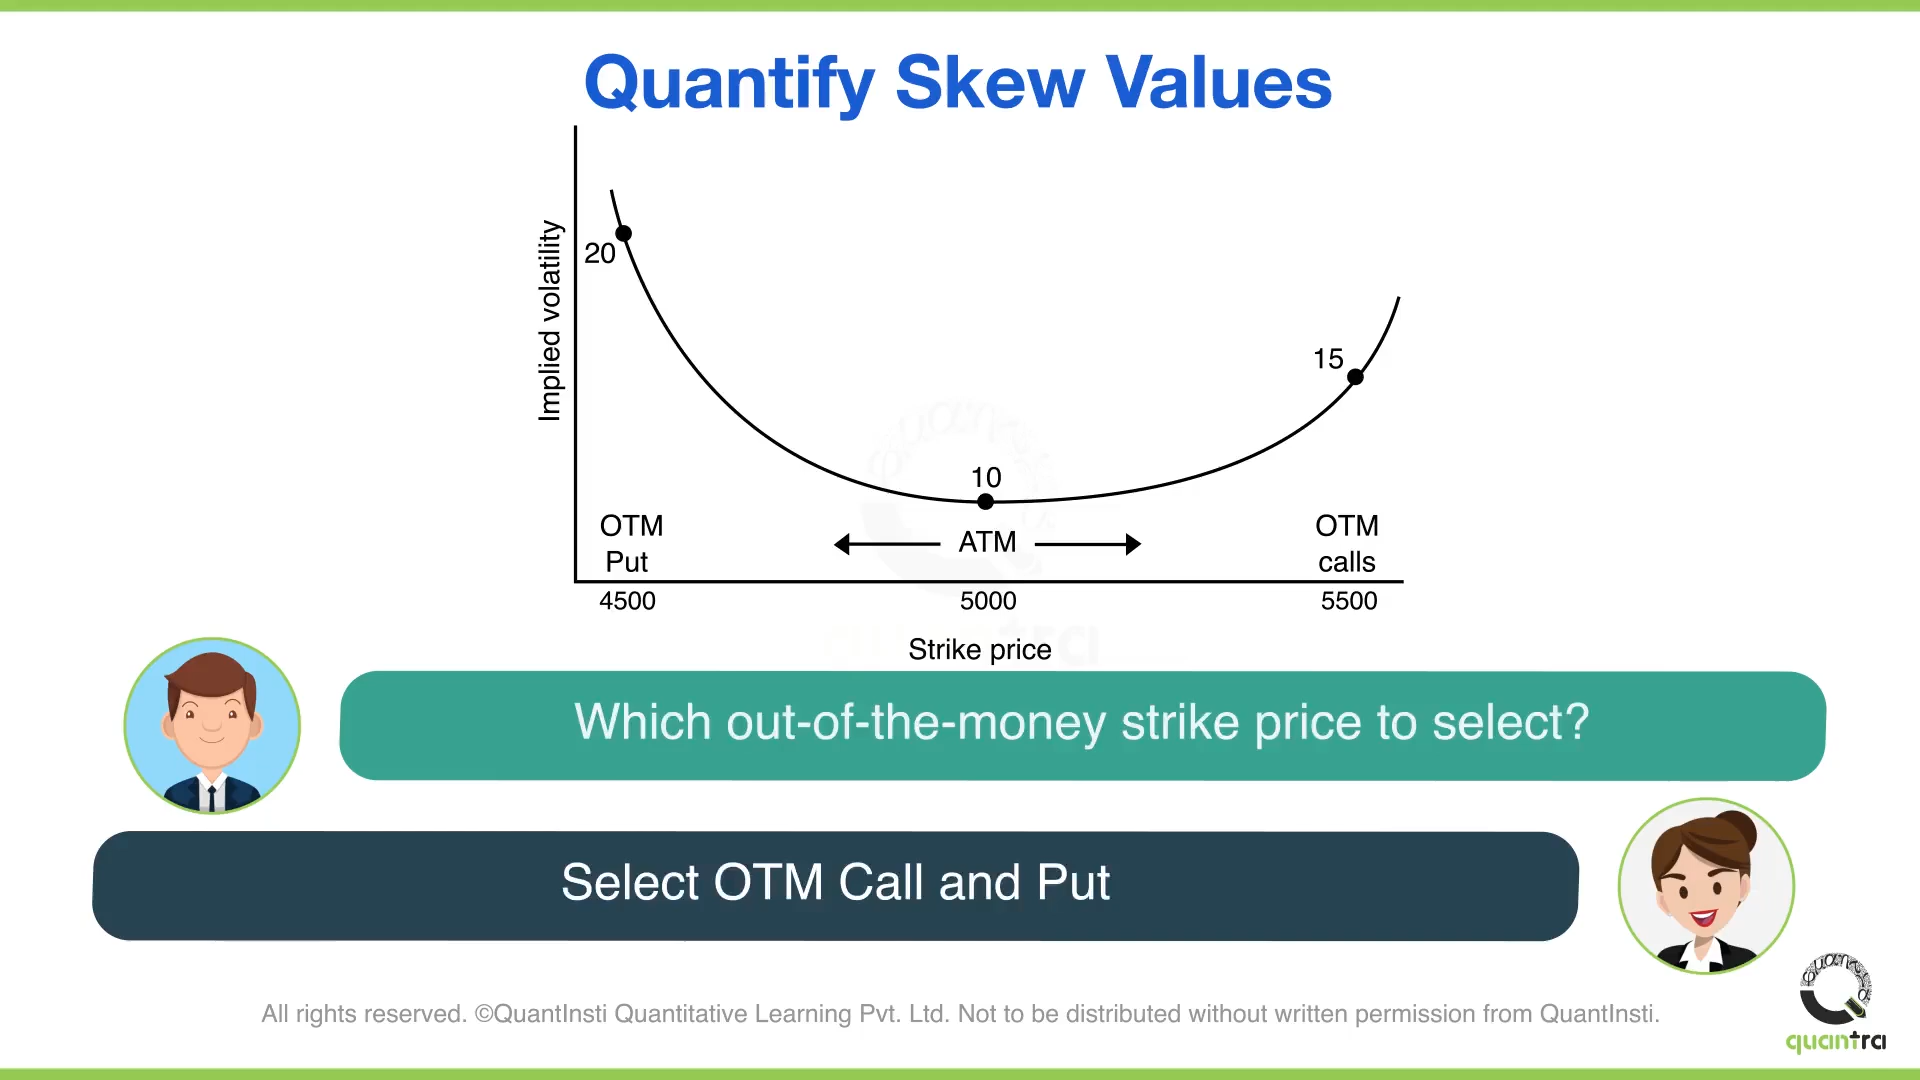 Quantify Skew Values
Implied volatility
20
15
10
OTM
Put
ATM
OTM
calls
4500
5000
5500
Strike price
Which out-of-the-money strike price to select?
Select OTM Call and Put
All rights reserved. ©QuantInsti Quantitative Learning Pvt. Ltd. Not to be distributed without written permission from QuantInsti.
quantra